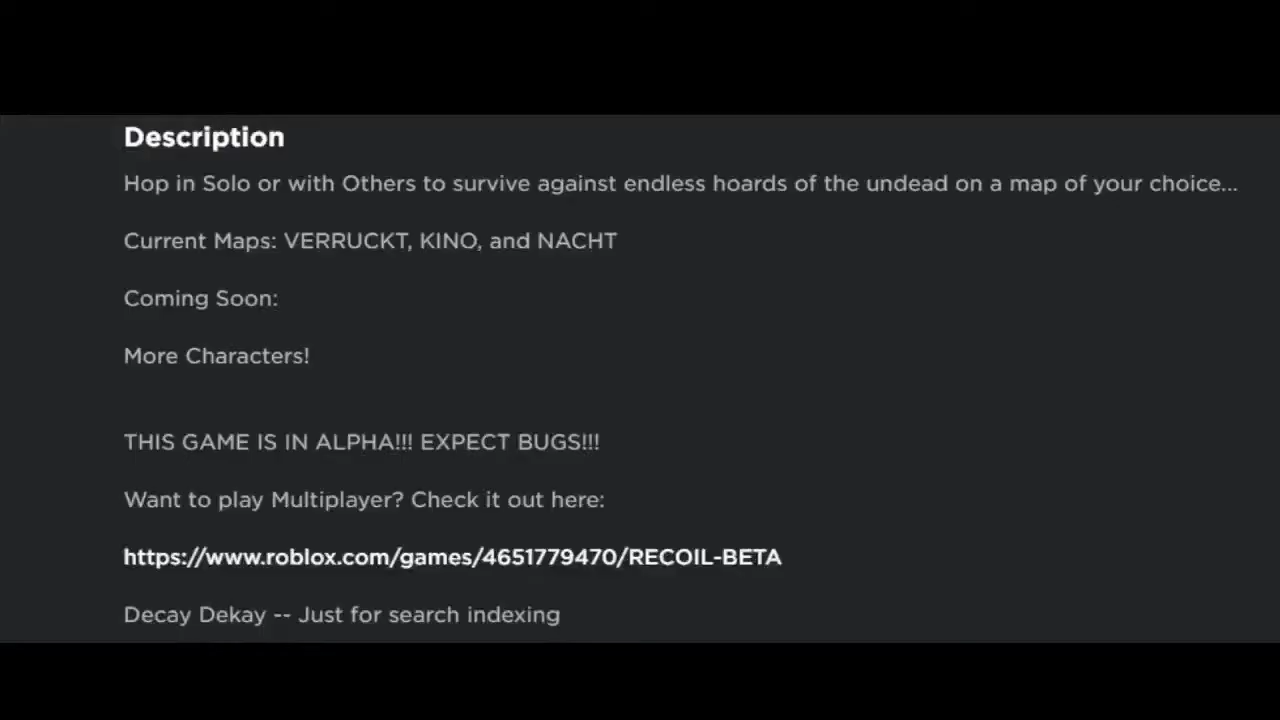 Description
Hop in Solo or with Others to survive against endless hoards of the undead on a map of your choice...
Current Maps: VERRUCKT, KINO, and NACHT
Coming Soon:
More Characters!
THIS GAME IS IN ALPHA!!! EXPECT BUGS!!!
Want to play Multiplayer? Check it out here:
https://www.roblox.com/games/4651779470/RECOIL-BETA
Decay Dekay -- Just for search indexing